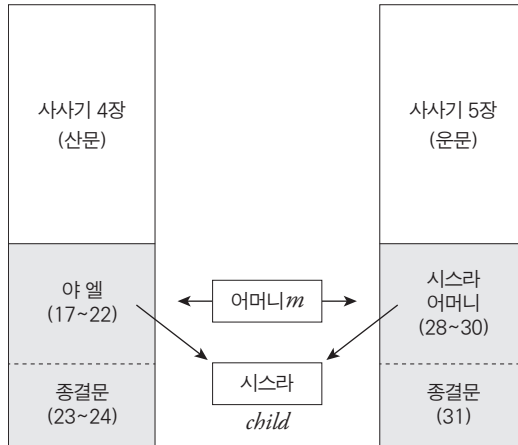 사사기 4장
(산문)
사사기 5장
(운문)
야 엘
(17~22)
어머니 m
시스라
어머니
(28~30)
시스라
child
종결문
(23~24)
종결문
(31)